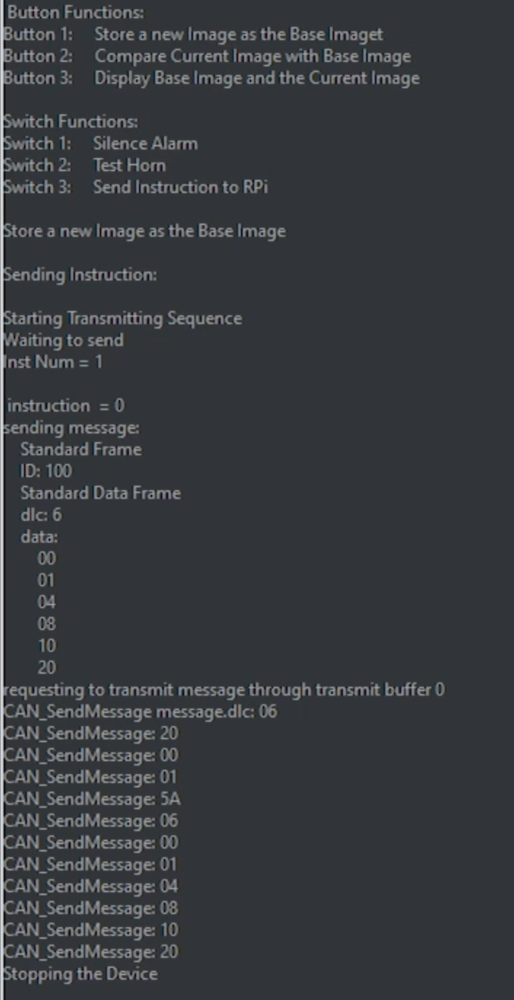 Button Functions:
Button 1: Store a new Image as the Base Imaget
Button 2: Compare Current Image with Base Image
Button 3: Display Base Image and the Current Image
Switch Functions:
Switch 1: Silence Alarm
Switch 2: Test Horn
Switch 3: Send Instruction to RPi
Store a new Image as the Base Image
Sending Instruction:
Starting Transmitting Sequence
Waiting to send
Inst Num = 1
instruction = 0
sending message:
Standard Frame
ID: 100
Standard Data Frame
dlc: 6
data:
00
01
04
08
10
20
requesting to transmit message through transmit buffer 0
CAN_SendMessage message.dlc: 06
CAN_SendMessage: 20
CAN_SendMessage: 00
CAN_SendMessage: 01
CAN_SendMessage: 5A
CAN_SendMessage: 06
CAN_SendMessage: 00
CAN_SendMessage: 01
CAN_SendMessage: 04
CAN_SendMessage: 08
CAN_SendMessage: 10
CAN_SendMessage: 20
Stopping the Device